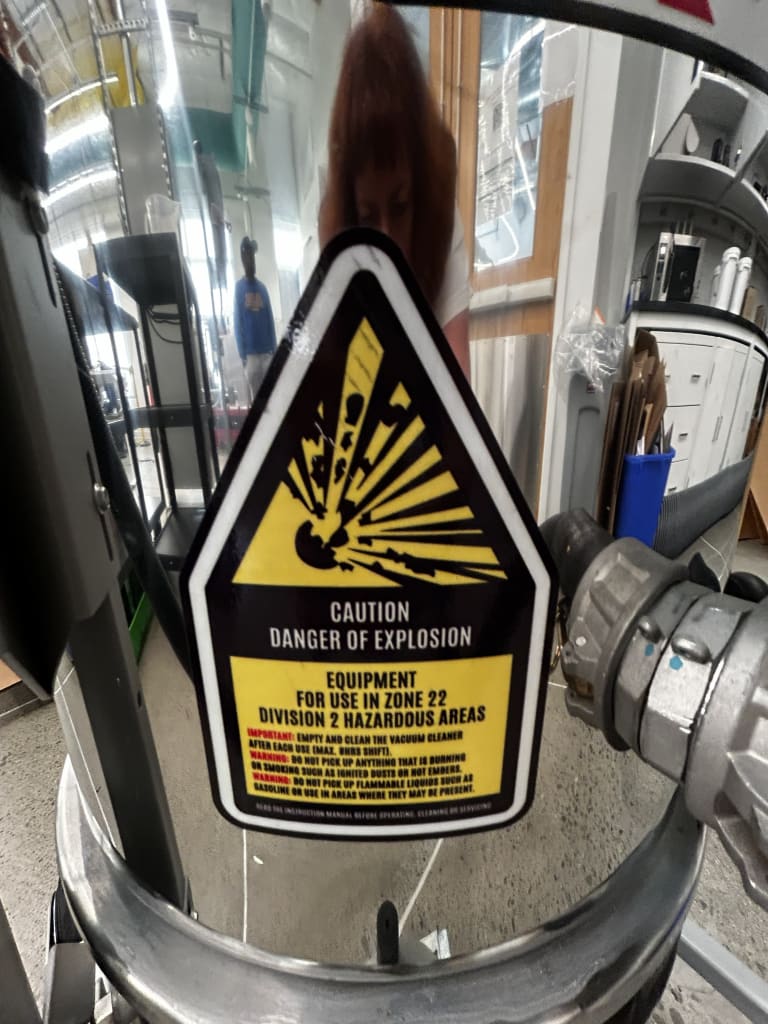 CAUTION
DANGER OF EXPLOSION
EQUIPMENT
FOR USE IN ZONE 22
DIVISION 2 HAZARDOUS AREAS
IMPORTANT: EMPTY AND CLEAN THE VACUUM CLEANER
AFTER EACH USE (MAX. 8HRS SHIFT).
WARNING: DO NOT PICK UP ANYTHING THAT IS BURNING
OR SMOKING SUCH AS IGNITED DUSTS OR HOT EMBERS.
WARNING: DO NOT PICK UP FLAMMABLE LIQUIDS SUCH AS
GASOLINE OR USE IN AREAS WHERE THEY MAY BE PRESENT.
READ THE INSTRUCTION MANUAL BEFORE OPERATING, CLEANING OR SERVICING